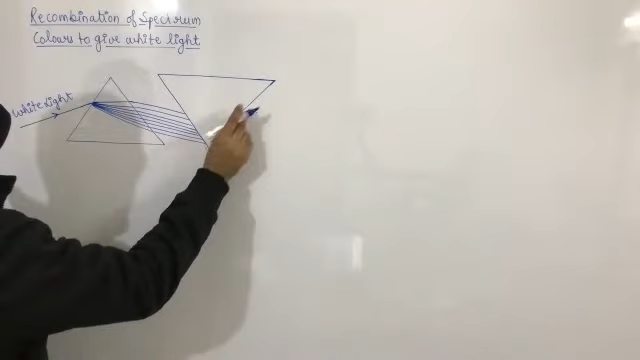 Recombination of Spectrum
Colours to give white light
White Light